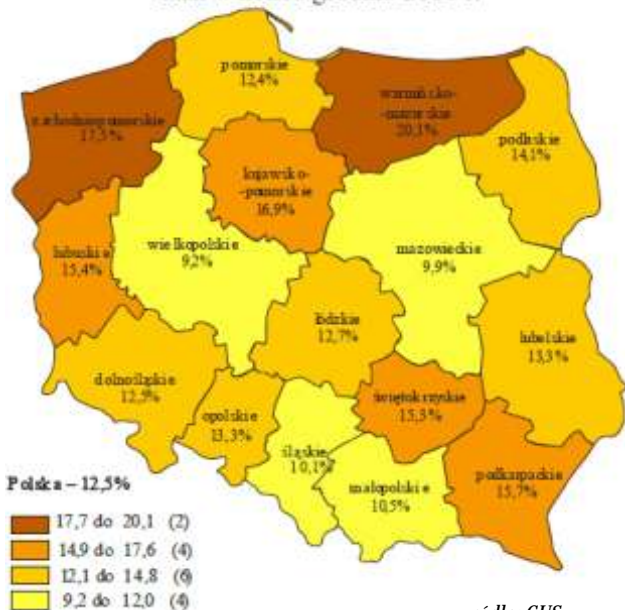 pomorskie
12,4%
warmińsko-
-mazurskie
20,1%
zachodniopomorskie
podlaskie
14,1%
kujawsko-
-pomorskie
16,9%
lubuskie
15,4%
wielkopolskie
9,2%
mazowieckie
9,9%
łódzkie
12,7%
lubelskie
13,3%
dolnośląskie
12,5%
opolskie
13,3%
świętokrzyskie
15,3%
śląskie
10,1%
małopolskie
10,5%
podkarpackie
15,7%
Polska – 12,5%
17,7 do 20,1 (2)
14,9 do 17,6 (4)
12,1 do 14,8 (6)
9,2 do 12,0 (4)